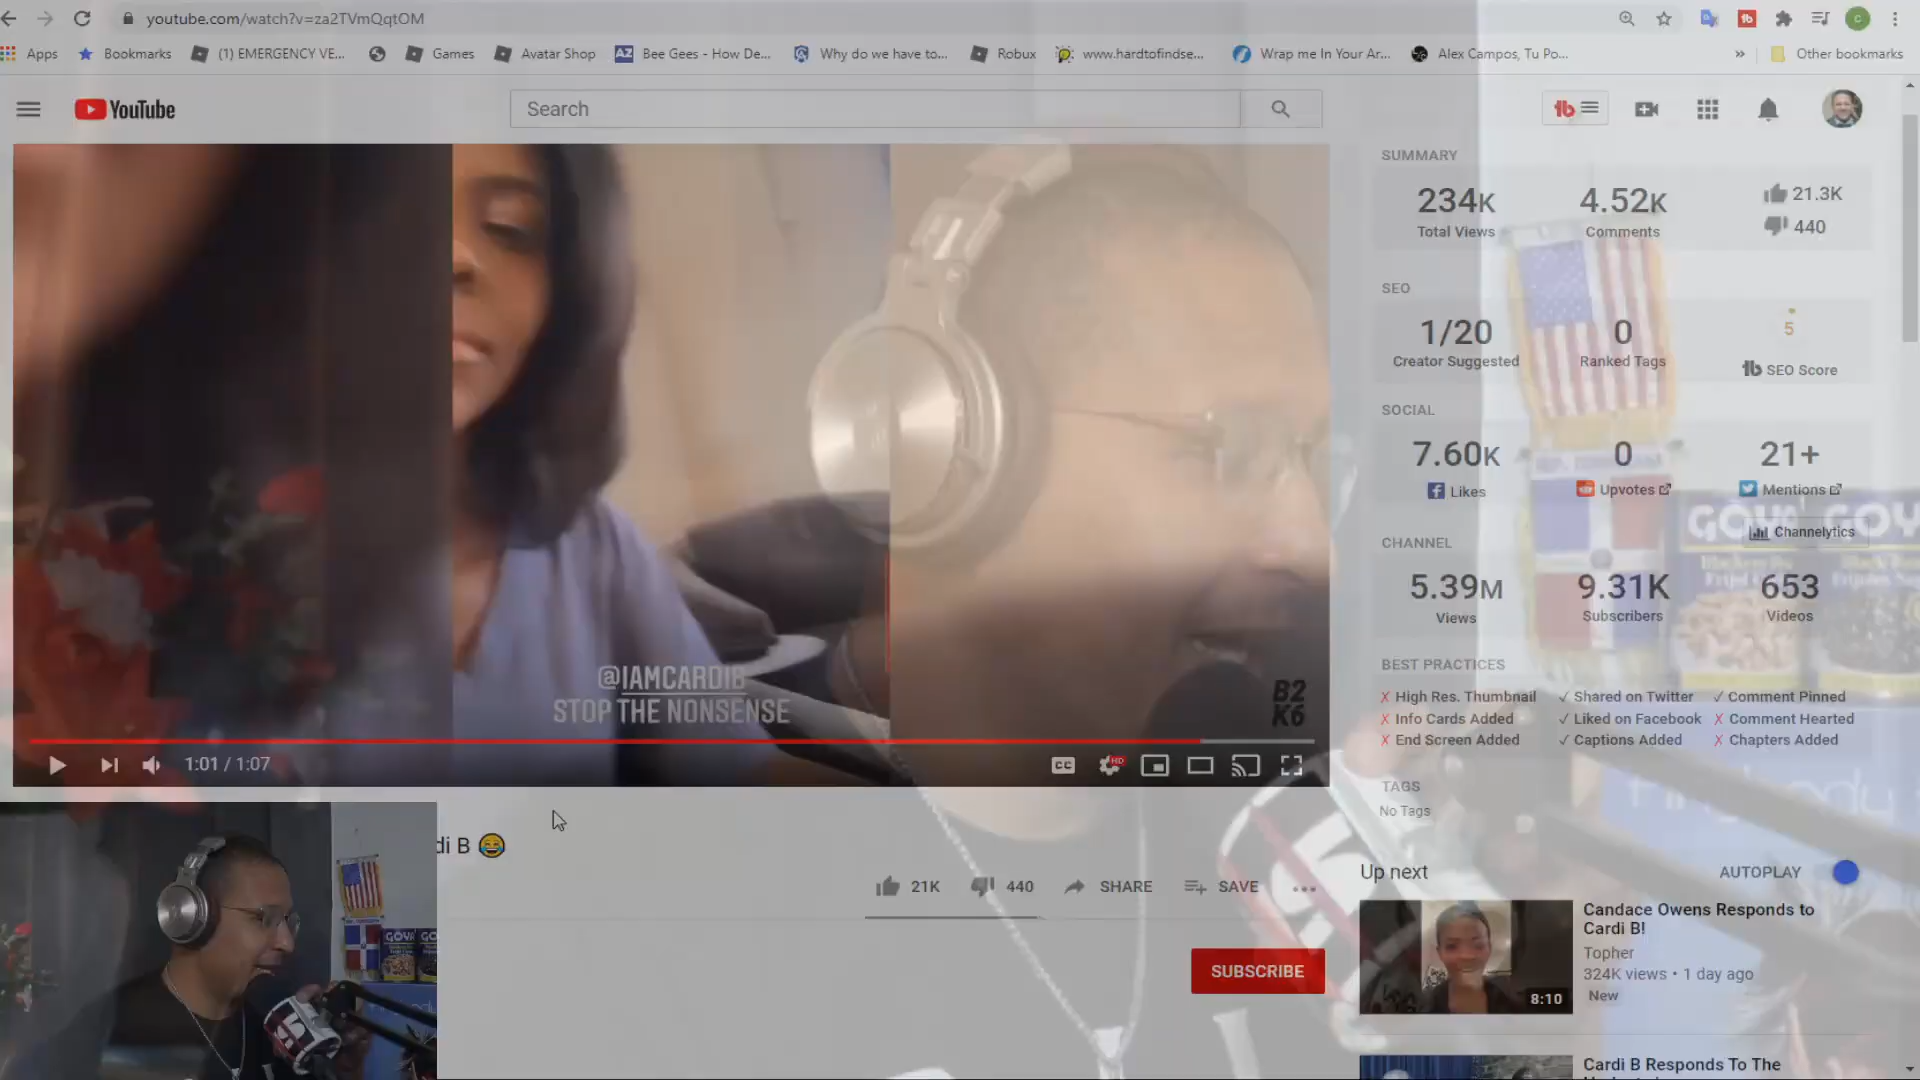 youtube.com/watch?v=za2TVmQqtOM
Apps
Bookmarks
(1) EMERGENCY VE...
Games
Avatar Shop
AZ
Bee Gees - How De...
Why do we have to...
Robux
www.hardtofindse...
Wrap me In Your Ar...
Alex Campos, Tu Po...
»
Other bookmarks
YouTube
Search
SUMMARY
234K
Total Views
4.52K
Comments
21.3K
440
SEO
1/20
Creator Suggested
0
Ranked Tags
5
SEO Score
SOCIAL
7.60K
Likes
0
Upvotes
21+
Mentions
GOYA GOY
Channelytics
CHANNEL
5.39M
Views
9.31K
Subscribers
653
Videos
BEST PRACTICES
X High Res. Thumbnail
✓ Shared on Twitter
✓ Comment Pinned
X Info Cards Added
✓ Liked on Facebook
X Comment Hearted
X End Screen Added
✓ Captions Added
X Chapters Added
TAGS
No Tags
@IAMCARDIB
STOP THE NONSENSE
B2
K6
1:01 / 1:07
CC
HD
di B 😂
21K
440
SHARE
SAVE
SUBSCRIBE
Up next
AUTOPLAY
Candace Owens Responds to
Cardi B!
Topher
324K views • 1 day ago
New
8:10
Cardi B Responds To The
GOYA